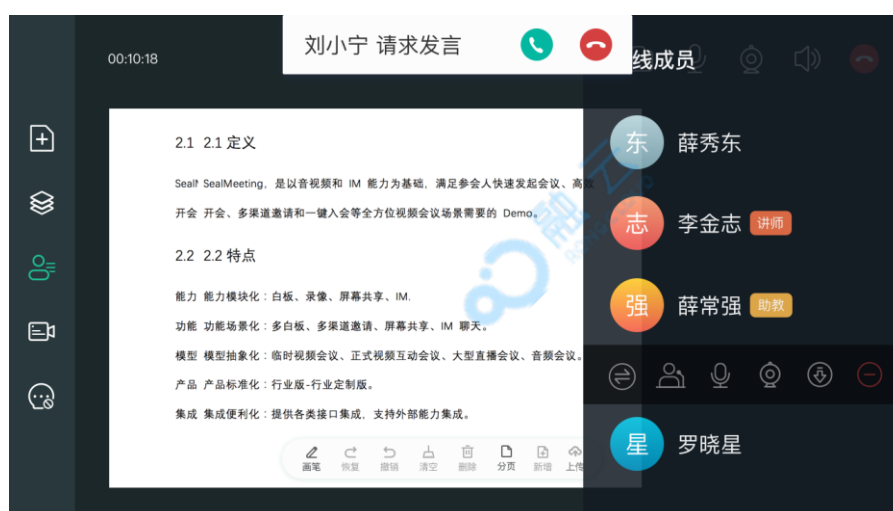 00:10:18
刘小宁 请求发言
线成员
2.1 2.1 定义
SealMeeting，是以音视频和 IM 能力为基础，满足参会人快速发起会议、高效
开会 开会、多渠道邀请和一键入会等全方位视频会议场景需要的 Demo。
2.2 2.2 特点
能力 能力模块化：白板、录像、屏幕共享、IM.
功能 功能场景化：多白板、多渠道邀请、屏幕共享、IM 聊天。
模型 模型抽象化：临时视频会议、正式视频互动会议、大型直播会议、音频会议。
产品 产品标准化：行业版-行业定制版。
集成 集成便利化：提供各类接口集成，支持外部能力集成。
融云
画笔 恢复 撤销 清空 删除 分页 新增 上传
东 薛秀东
志 李金志 讲师
强 薛常强 助教
星 罗晓星